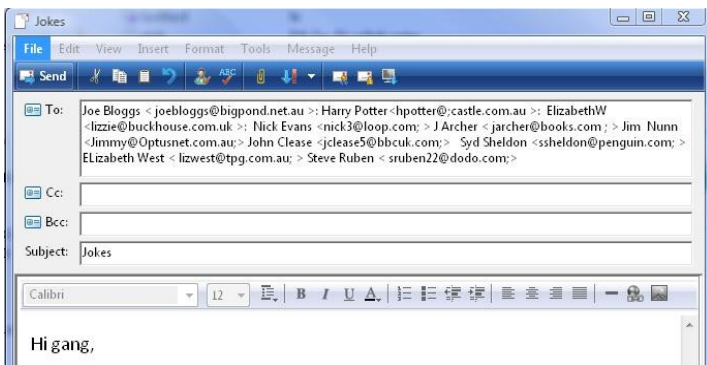 Jokes
File Edit View Insert Format Tools Message Help
Send
To: Joe Bloggs < joebloggs@bigpond.net.au >: Harry Potter<hpotter@;castle.com.au >: ElizabethW
<lizzie@buckhouse.com.uk >: Nick Evans <nick3@loop.com; > J Archer < jarcher@books.com ; > Jim Nunn
<Jimmy@Optusnet.com.au;> John Clease <jclease5@bbcuk.com;> Syd Sheldon <ssheldon@penguin.com; >
ELizabeth West < lizwest@tpg.com.au; > Steve Ruben < sruben22@dodo.com;>
Cc:
Bcc:
Subject: Jokes
Calibri 12 B I U A
Hi gang,